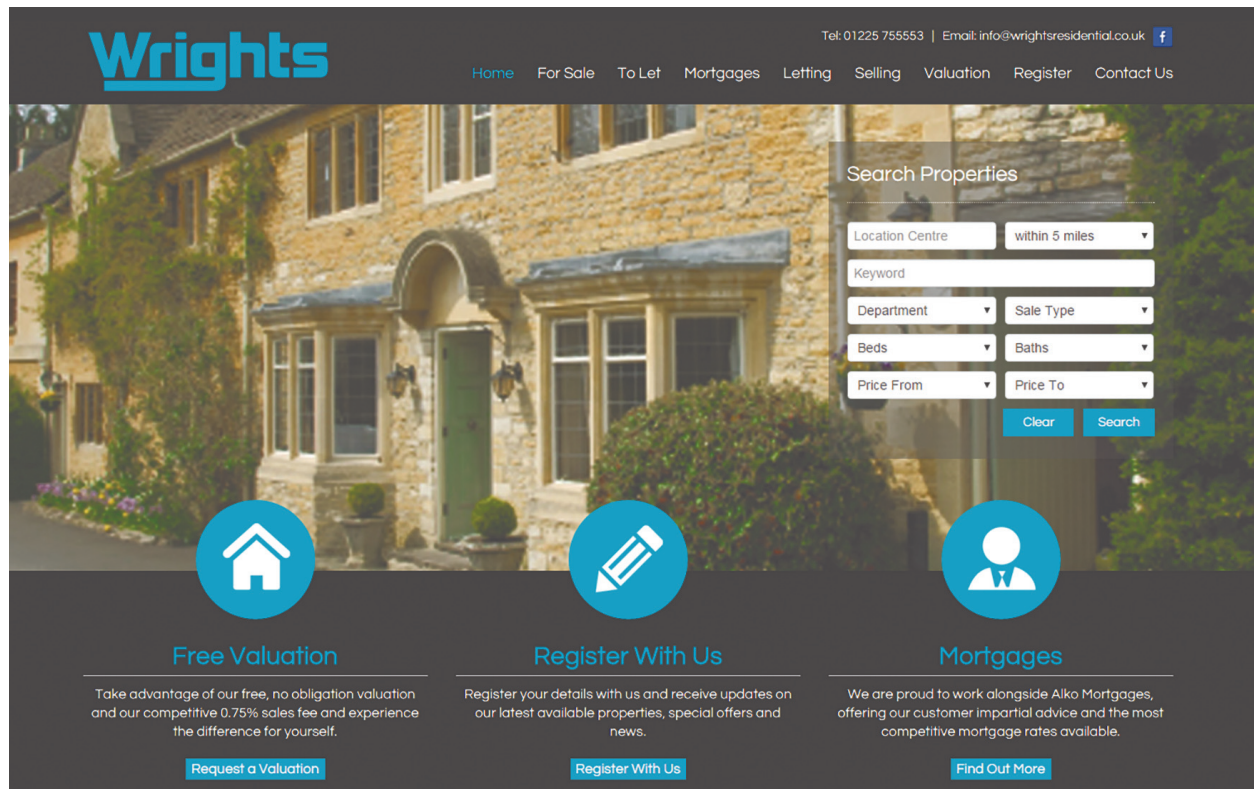 Wrights
Tel: 01225 755553 | Email: info@wrightsresidential.co.uk f
Home For Sale To Let Mortgages Letting Selling Valuation Register Contact Us
Search Properties
Location Centre within 5 miles
Keyword
Department Sale Type
Beds Baths
Price From Price To
Clear Search
Free Valuation
Take advantage of our free, no obligation valuation
and our competitive 0.75% sales fee and experience
the difference for yourself.
Request a Valuation
Register With Us
Register your details with us and receive updates on
our latest available properties, special offers and
news.
Register With Us
Mortgages
We are proud to work alongside Alko Mortgages,
offering our customer impartial advice and the most
competitive mortgage rates available.
Find Out More